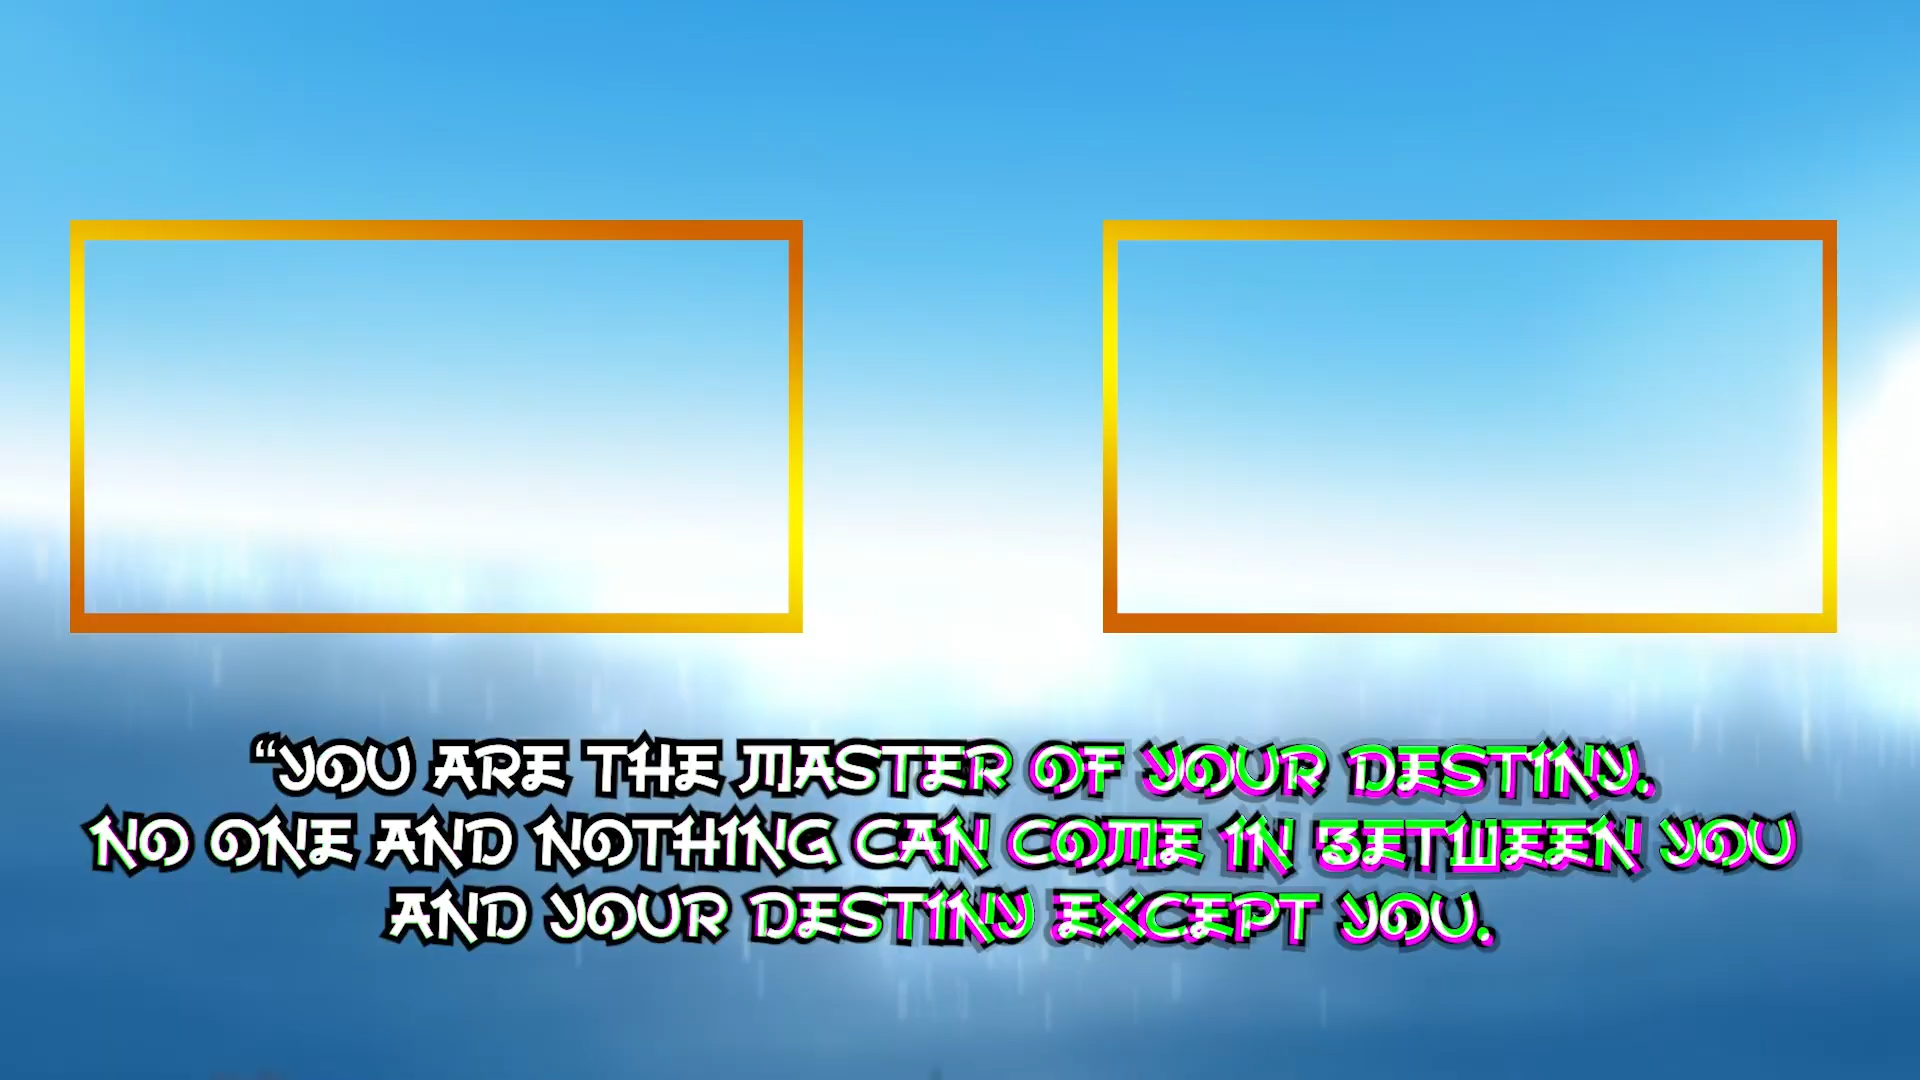 “YOU ARE THE MASTER OF YOUR DESTINY.
NO ONE AND NOTHING CAN COME IN BETWEEN YOU
AND YOUR DESTINY EXCEPT YOU.